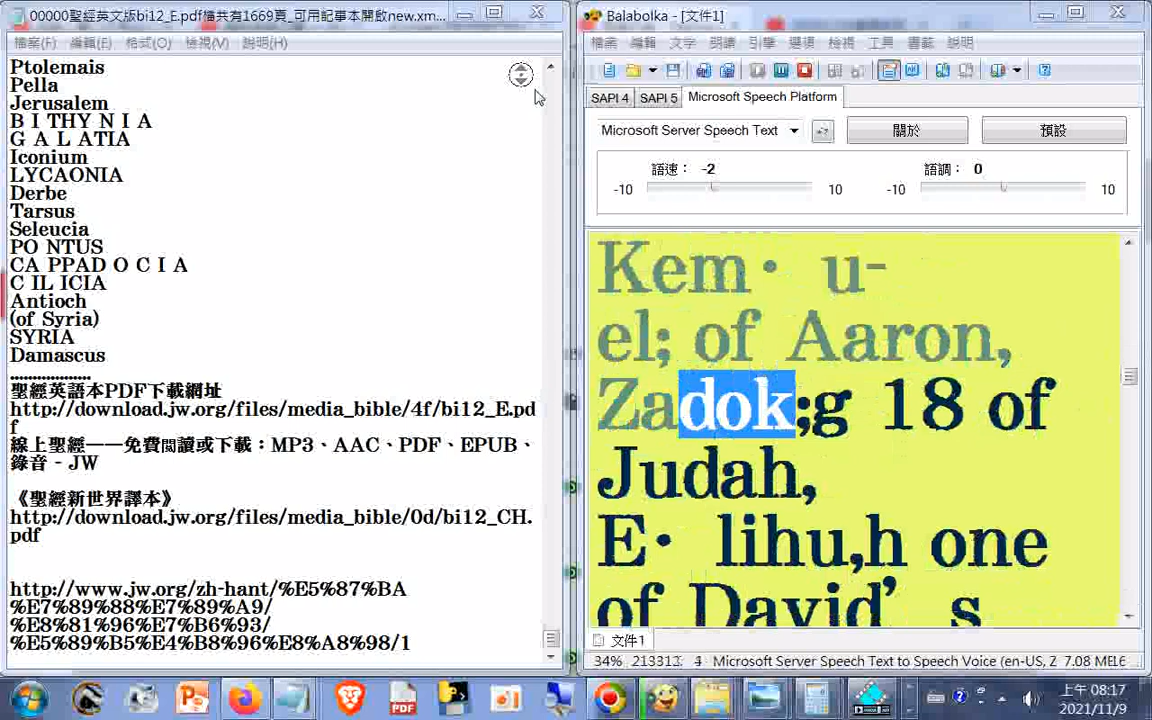 00000聖經英文版bi12_E.pdf檔共有1669頁_可用記事本開啟new.xm...
檔案(F) 編輯(E) 格式(O) 檢視(V) 說明(H)
Ptolemais
Pella
Jerusalem
B I THY N I A
G A L ATIA
Iconium
LYCAONIA
Derbe
Tarsus
Seleucia
PO NTUS
CA PPAD O C I A
C IL ICIA
Antioch
(of Syria)
SYRIA
Damascus
..................
聖經英語本PDF下載網址
http://download.jw.org/files/media_bible/4f/bi12_E.pd
f
線上聖經——免費閱讀或下載：MP3、AAC、PDF、EPUB、
錄音 - JW
《聖經新世界譯本》
http://download.jw.org/files/media_bible/0d/bi12_CH.
pdf
http://www.jw.org/zh-hant/%E5%87%BA
%E7%89%88%E7%89%A9/
%E8%81%96%E7%B6%93/
%E5%89%B5%E4%B8%96%E8%A8%98/1
Balabolka - [文件1]
檔案 編輯 文字 朗讀 引擎 選項 檢視 工具 書籤 說明
SAPI 4 SAPI 5 Microsoft Speech Platform
Microsoft Server Speech Text 關於 預設
語速： -2 語調： 0
-10 10 -10 10
Kem· u-
el; of Aaron,
Zadok;g 18 of
Judah,
E· lihu,h one
of David’ s
文件1
34% Microsoft Server Speech Text to Speech Voice (en-US, Z 7.08 ME
上午 08:17
2021/11/9